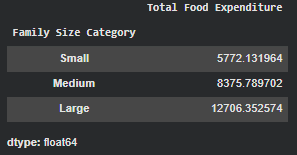 Total Food Expenditure
Family Size Category
Small 5772.131964
Medium 8375.789702
Large 12706.352574
dtype: float64